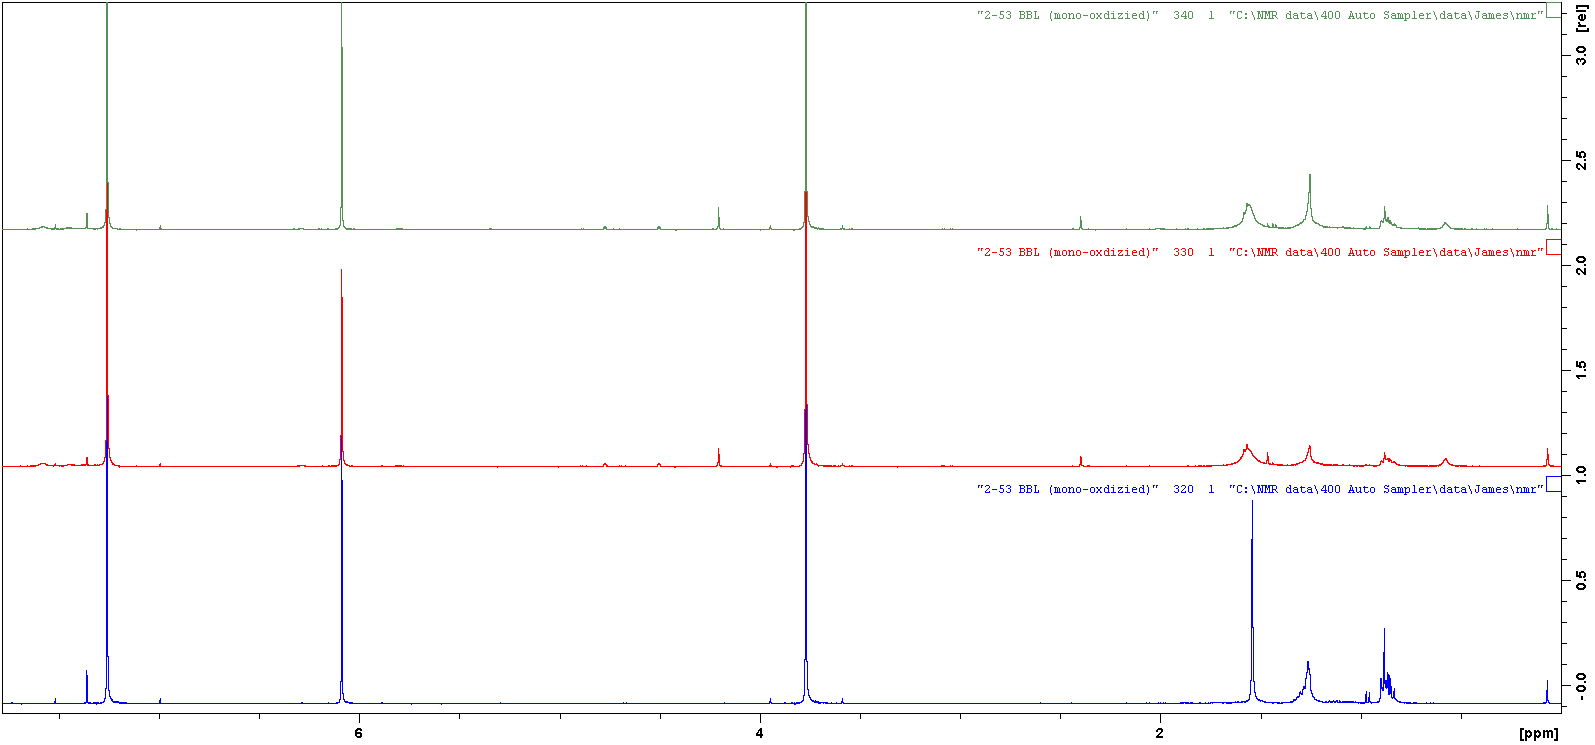 "2-53 BBL (mono-oxdizied)" 340 1 "C:\NMR data\400 Auto Sampler\data\James\nmr"
[rel]
3.0
2.5
"2-53 BBL (mono-oxdizied)" 330 1 "C:\NMR data\400 Auto Sampler\data\James\nmr"
2.0
1.5
1.0
"2-53 BBL (mono-oxdizied)" 320 1 "C:\NMR data\400 Auto Sampler\data\James\nmr"
0.5
-0.0
6 4 2 [ppm]